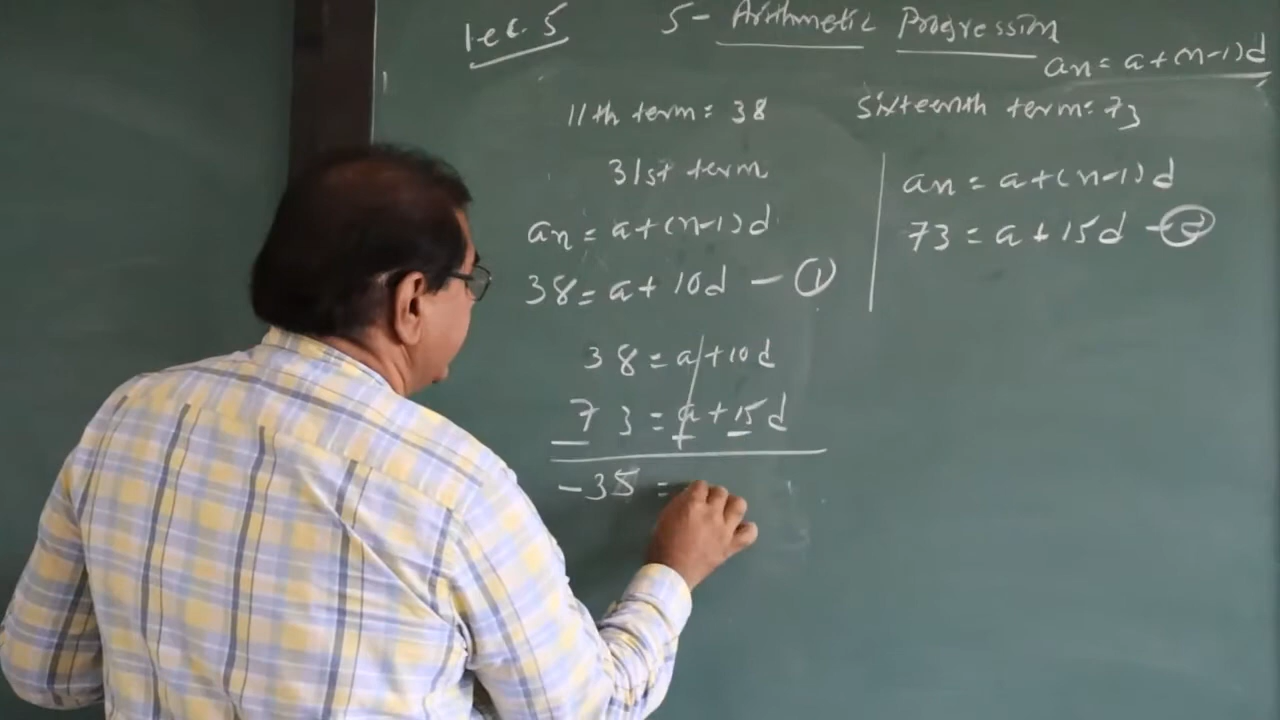 Lec. 5
5- Arithmetic Progression
an = a+(n-1)d
11th term: 38
sixteenth term: 73
31st term
an = a+(n-1)d
38 = a + 10d - ①
an = a+(n-1)d
73 = a + 15d - ②
38 = a +10d
73 = a + 15d
- 38 =